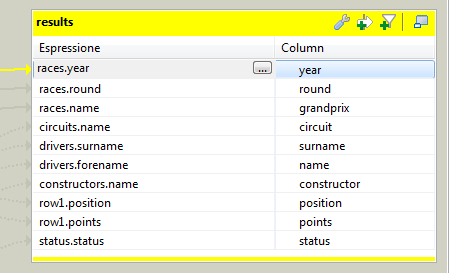 results
Espressione Column
races.year ... year
races.round round
races.name grandprix
circuits.name circuit
drivers.surname surname
drivers.forename name
constructors.name constructor
row1.position position
row1.points points
status.status status